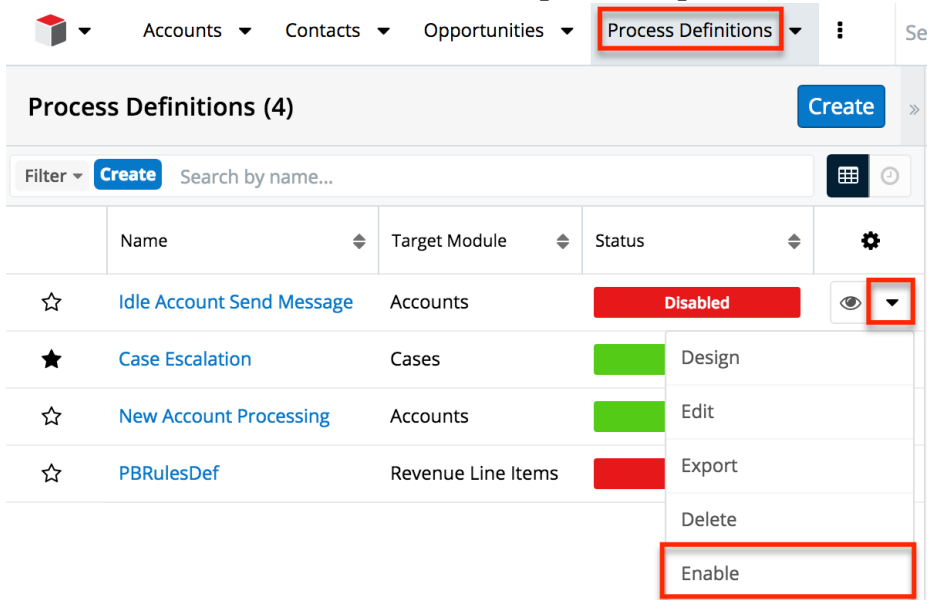 Accounts Contacts Opportunities Process Definitions Se
Process Definitions (4) Create
Filter Create Search by name...
Name Target Module Status
Idle Account Send Message Accounts Disabled
Case Escalation Cases
Design
New Account Processing Accounts
Edit
PBRulesDef Revenue Line Items
Export
Delete
Enable